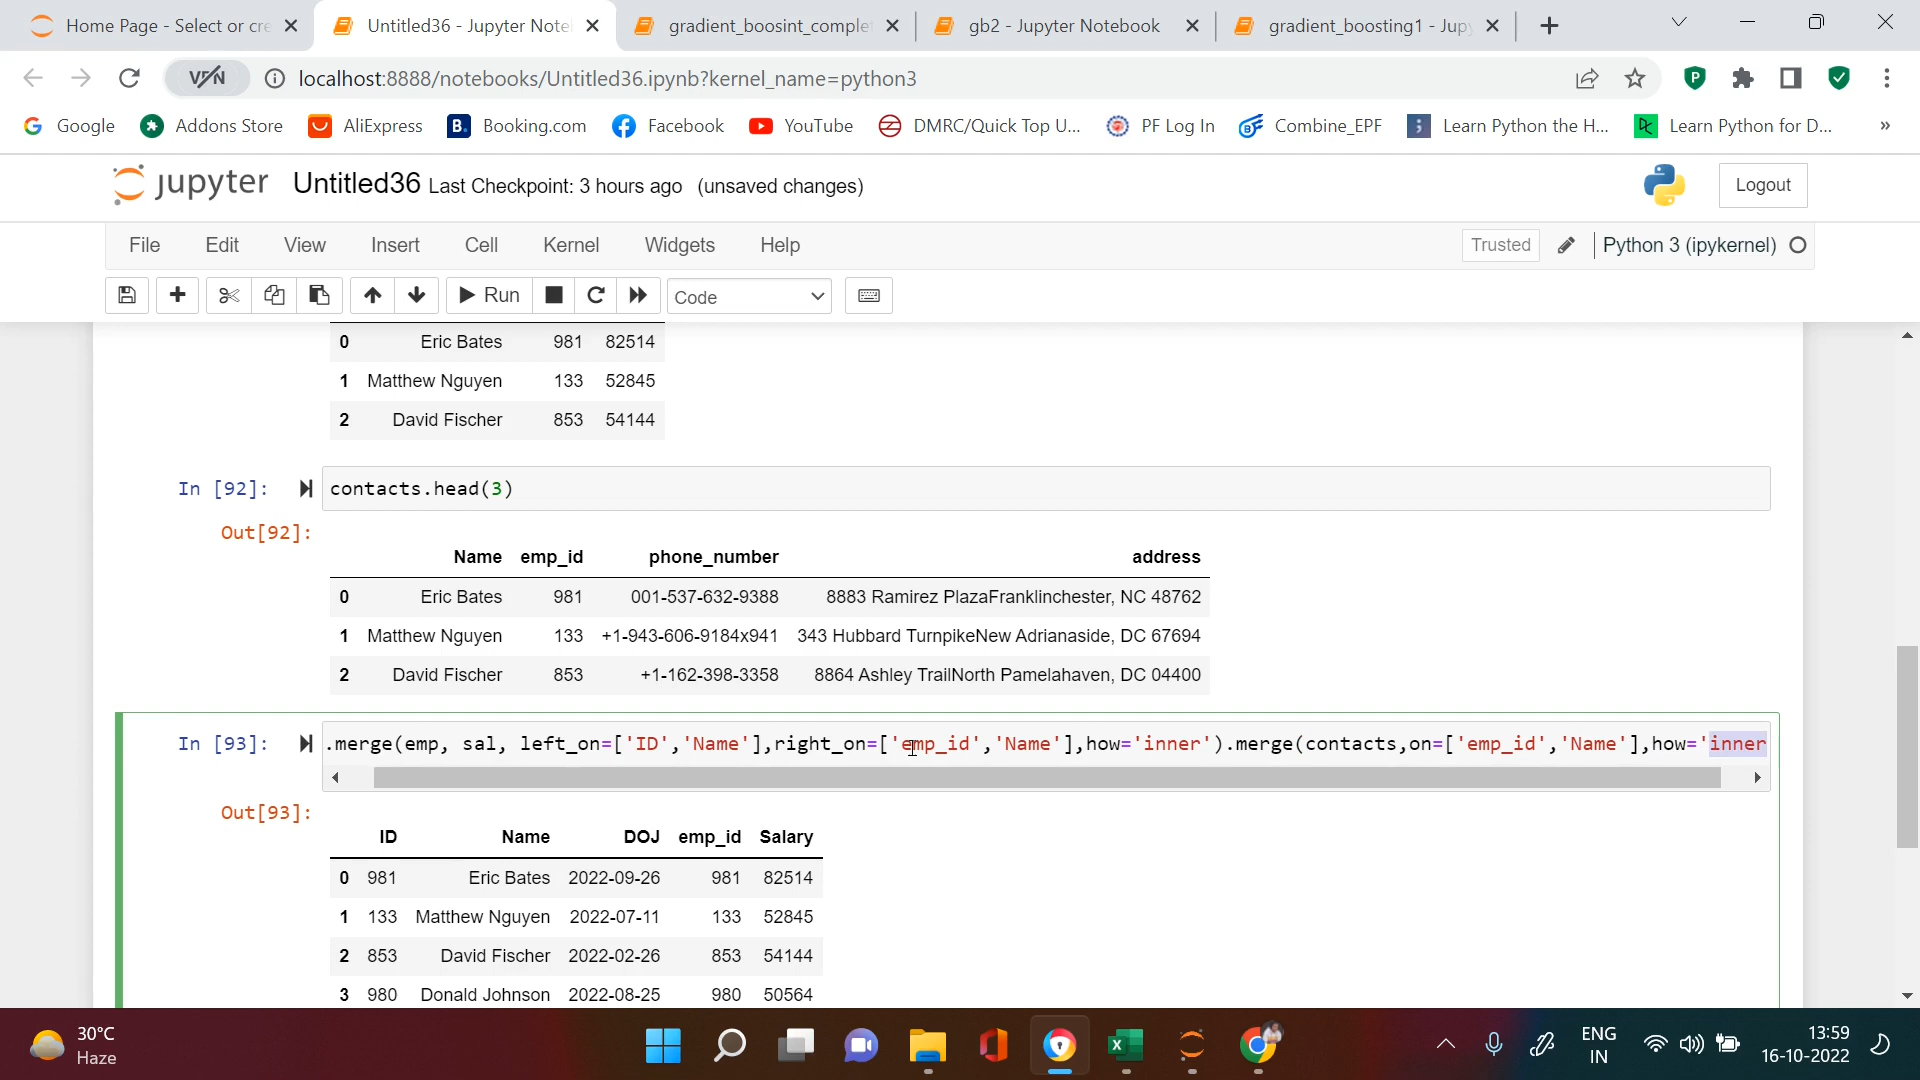 Home Page - Select or cre
Untitled36 - Jupyter Note
gradient_boosint_comple
gb2 - Jupyter Notebook
gradient_boosting1 - Jup
VPN
localhost:8888/notebooks/Untitled36.ipynb?kernel_name=python3
Google
Addons Store
AliExpress
B. Booking.com
Facebook
YouTube
DMRC/Quick Top U...
PF Log In
Combine_EPF
Learn Python the H...
Learn Python for D...
»
jupyter Untitled36 Last Checkpoint: 3 hours ago (unsaved changes)
Logout
File Edit View Insert Cell Kernel Widgets Help
Trusted
Python 3 (ipykernel)
Run
Code
0 Eric Bates 981 82514
1 Matthew Nguyen 133 52845
2 David Fischer 853 54144
In [92]: contacts.head(3)
Out[92]:
Name emp_id phone_number address
0 Eric Bates 981 001-537-632-9388 8883 Ramirez PlazaFranklinchester, NC 48762
1 Matthew Nguyen 133 +1-943-606-9184x941 343 Hubbard TurnpikeNew Adrianaside, DC 67694
2 David Fischer 853 +1-162-398-3358 8864 Ashley TrailNorth Pamelahaven, DC 04400
In [93]: .merge(emp, sal, left_on=['ID','Name'],right_on=['emp_id','Name'],how='inner').merge(contacts,on=['emp_id','Name'],how='inner
Out[93]:
ID Name DOJ emp_id Salary
0 981 Eric Bates 2022-09-26 981 82514
1 133 Matthew Nguyen 2022-07-11 133 52845
2 853 David Fischer 2022-02-26 853 54144
3 980 Donald Johnson 2022-08-25 980 50564
30°C
Haze
ENG
IN
13:59
16-10-2022